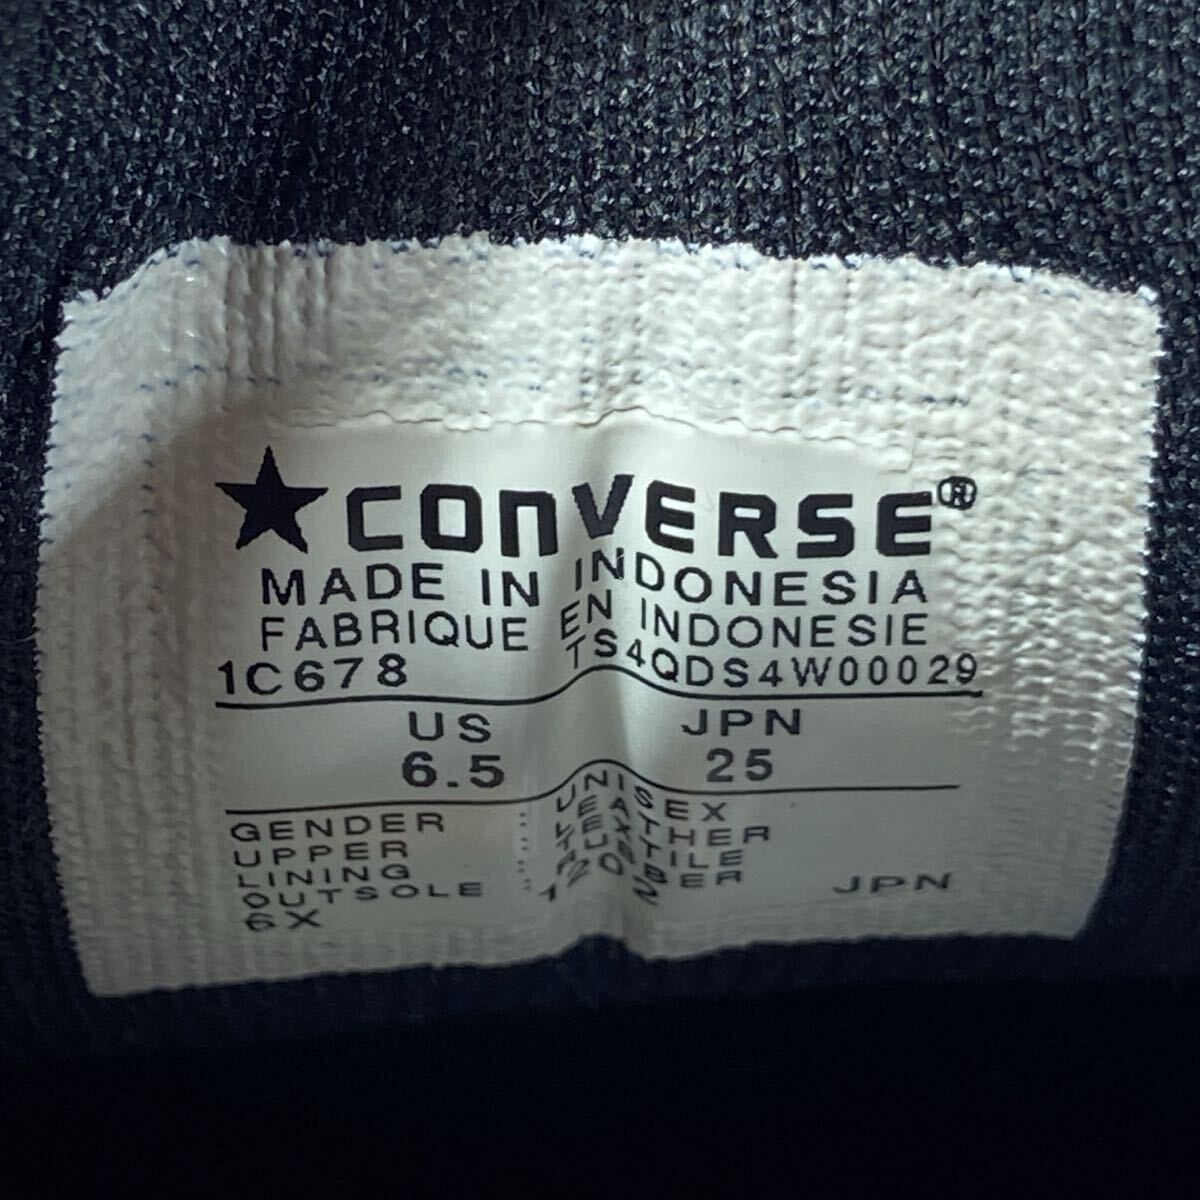 ★CONVERSE®
MADE IN INDONESIA
FABRIQUE EN INDONESIE
1C678 TS4QDS4W00029
US JPN
6.5 25
GENDER : UNISEX
UPPER : LEATHER
LINING : TEXTILE
OUTSOLE : RUBBER
6X JPN